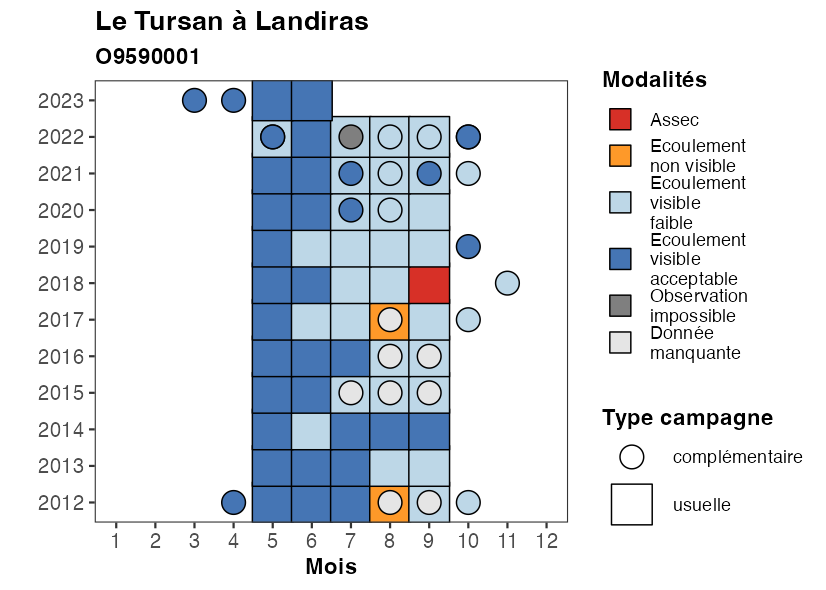 Le Tursan à Landiras
O9590001
2023
2022
2021
2020
2019
2018
2017
2016
2015
2014
2013
2012
1 2 3 4 5 6 7 8 9 10 11 12
Mois
Modalités
Assec
Ecoulement
non visible
Ecoulement
visible
faible
Ecoulement
visible
acceptable
Observation
impossible
Donnée
manquante
Type campagne
complémentaire
usuelle